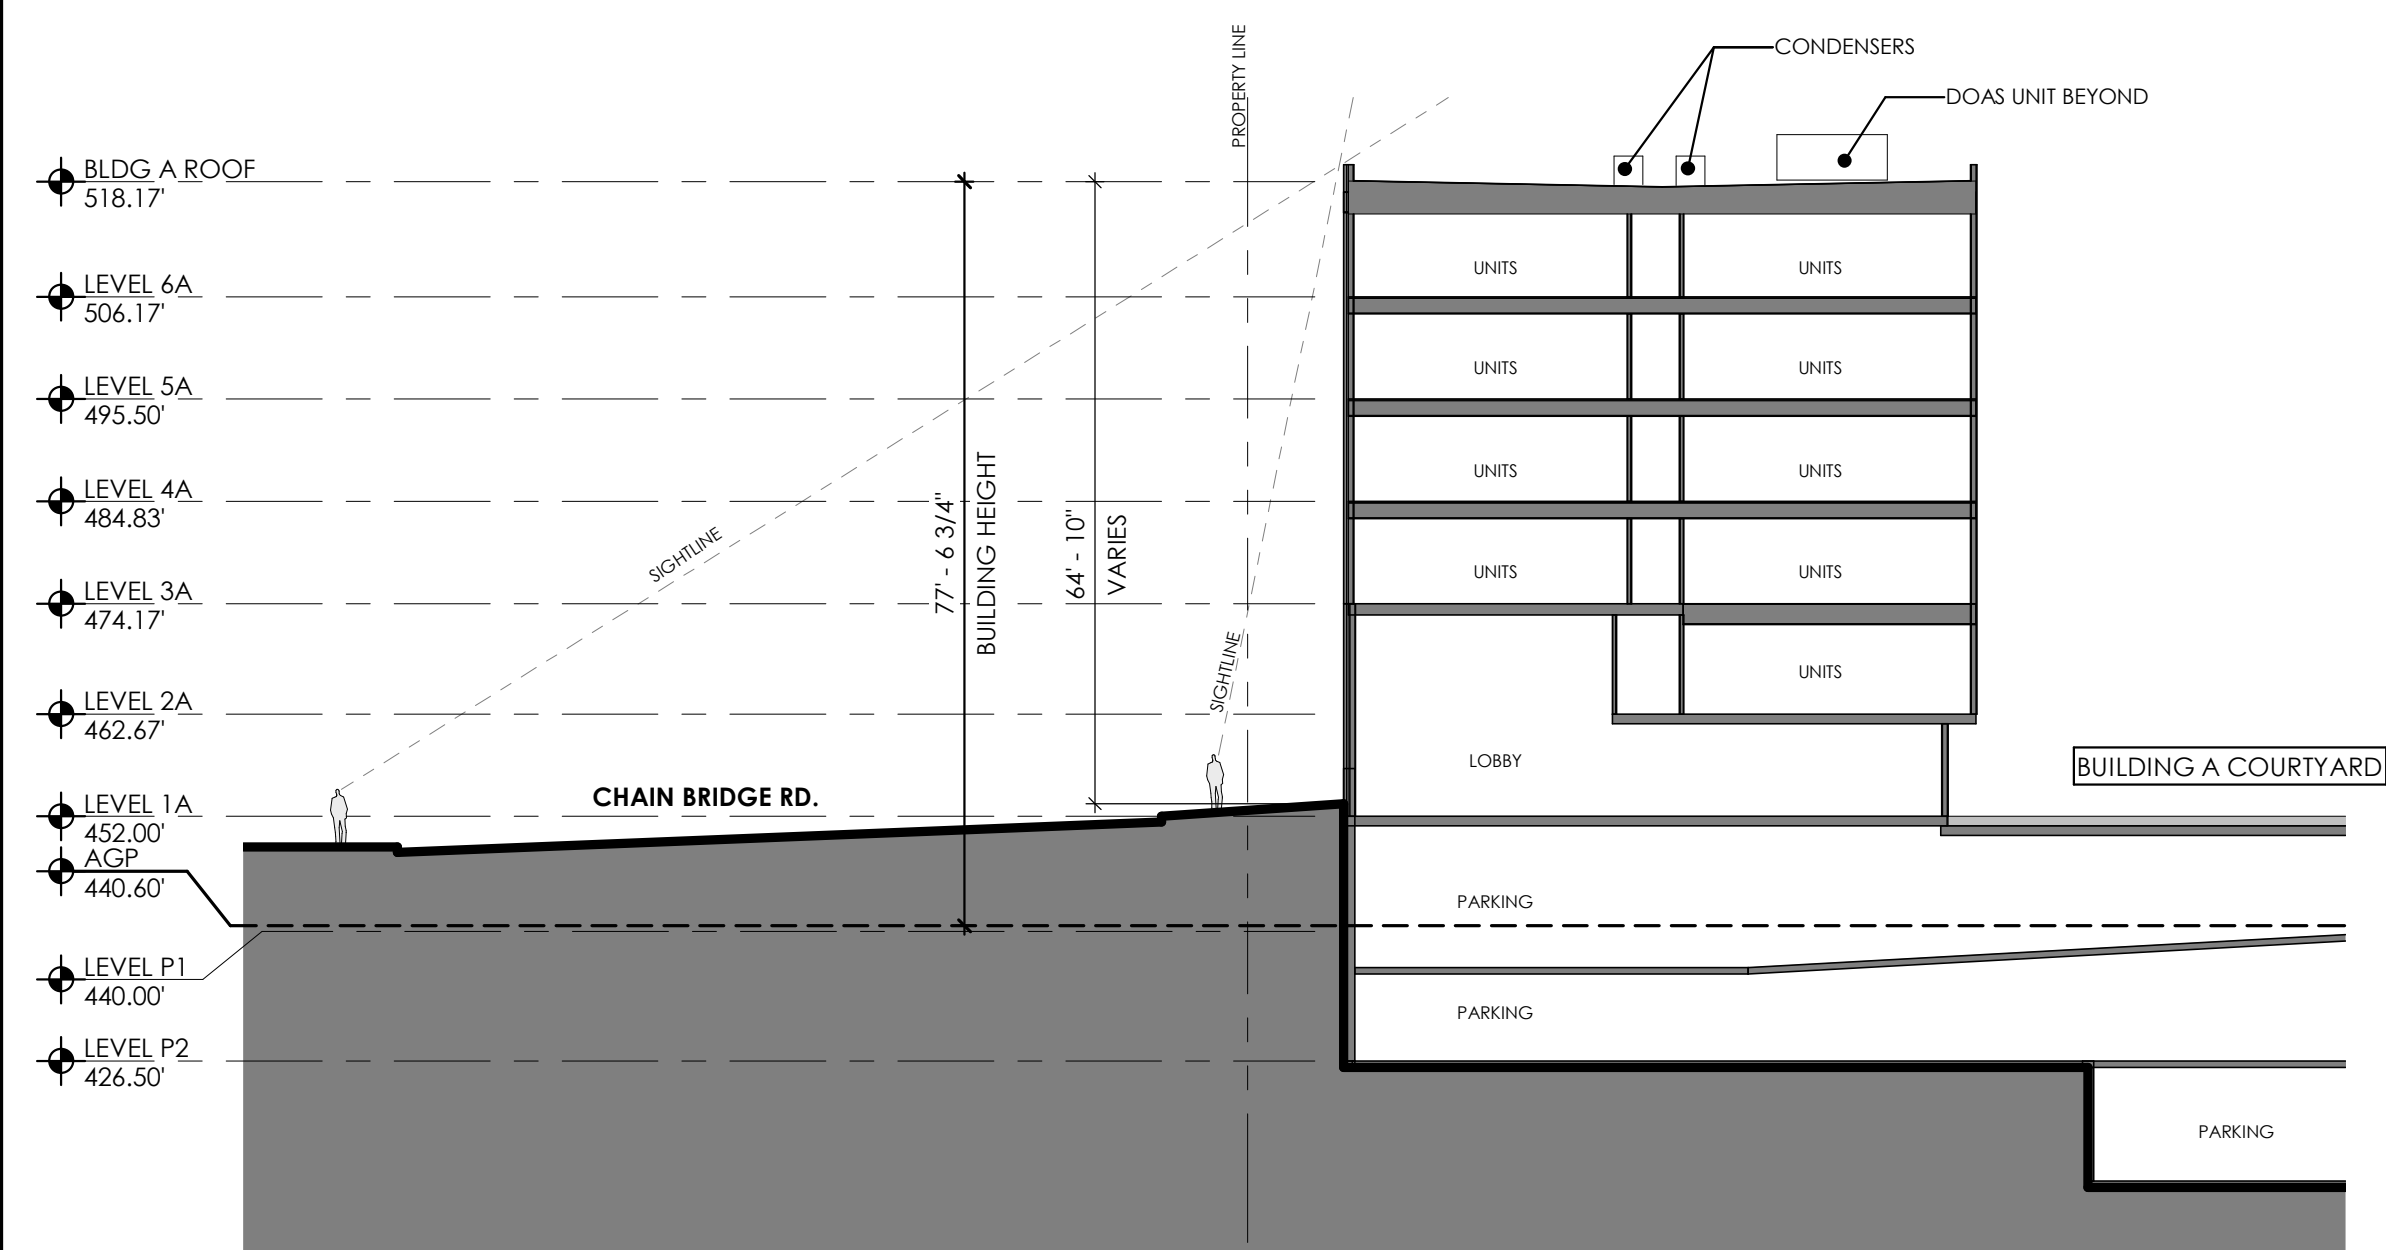 PROPERTY LINE
CONDENSERS
DOAS UNIT BEYOND
BLDG A ROOF
518.17'
LEVEL 6A
506.17'
LEVEL 5A
495.50'
LEVEL 4A
484.83'
LEVEL 3A
474.17'
LEVEL 2A
462.67'
LEVEL 1A
452.00'
AGP
440.60'
LEVEL P1
440.00'
LEVEL P2
426.50'
SIGHTLINE
77' - 6 3/4"
BUILDING HEIGHT
64' - 10"
VARIES
SIGHTLINE
CHAIN BRIDGE RD.
UNITS
UNITS
UNITS
UNITS
UNITS
UNITS
UNITS
UNITS
UNITS
LOBBY
BUILDING A COURTYARD
PARKING
PARKING
PARKING